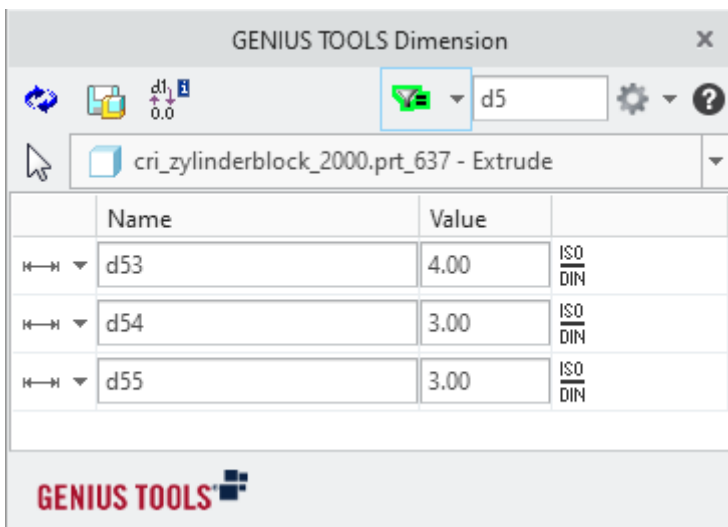 GENIUS TOOLS Dimension
d1 i
0.0
d5
cri_zylinderblock_2000.prt_637 - Extrude
Name Value
d53 4.00 ISO
DIN
d54 3.00 ISO
DIN
d55 3.00 ISO
DIN
GENIUS TOOLS